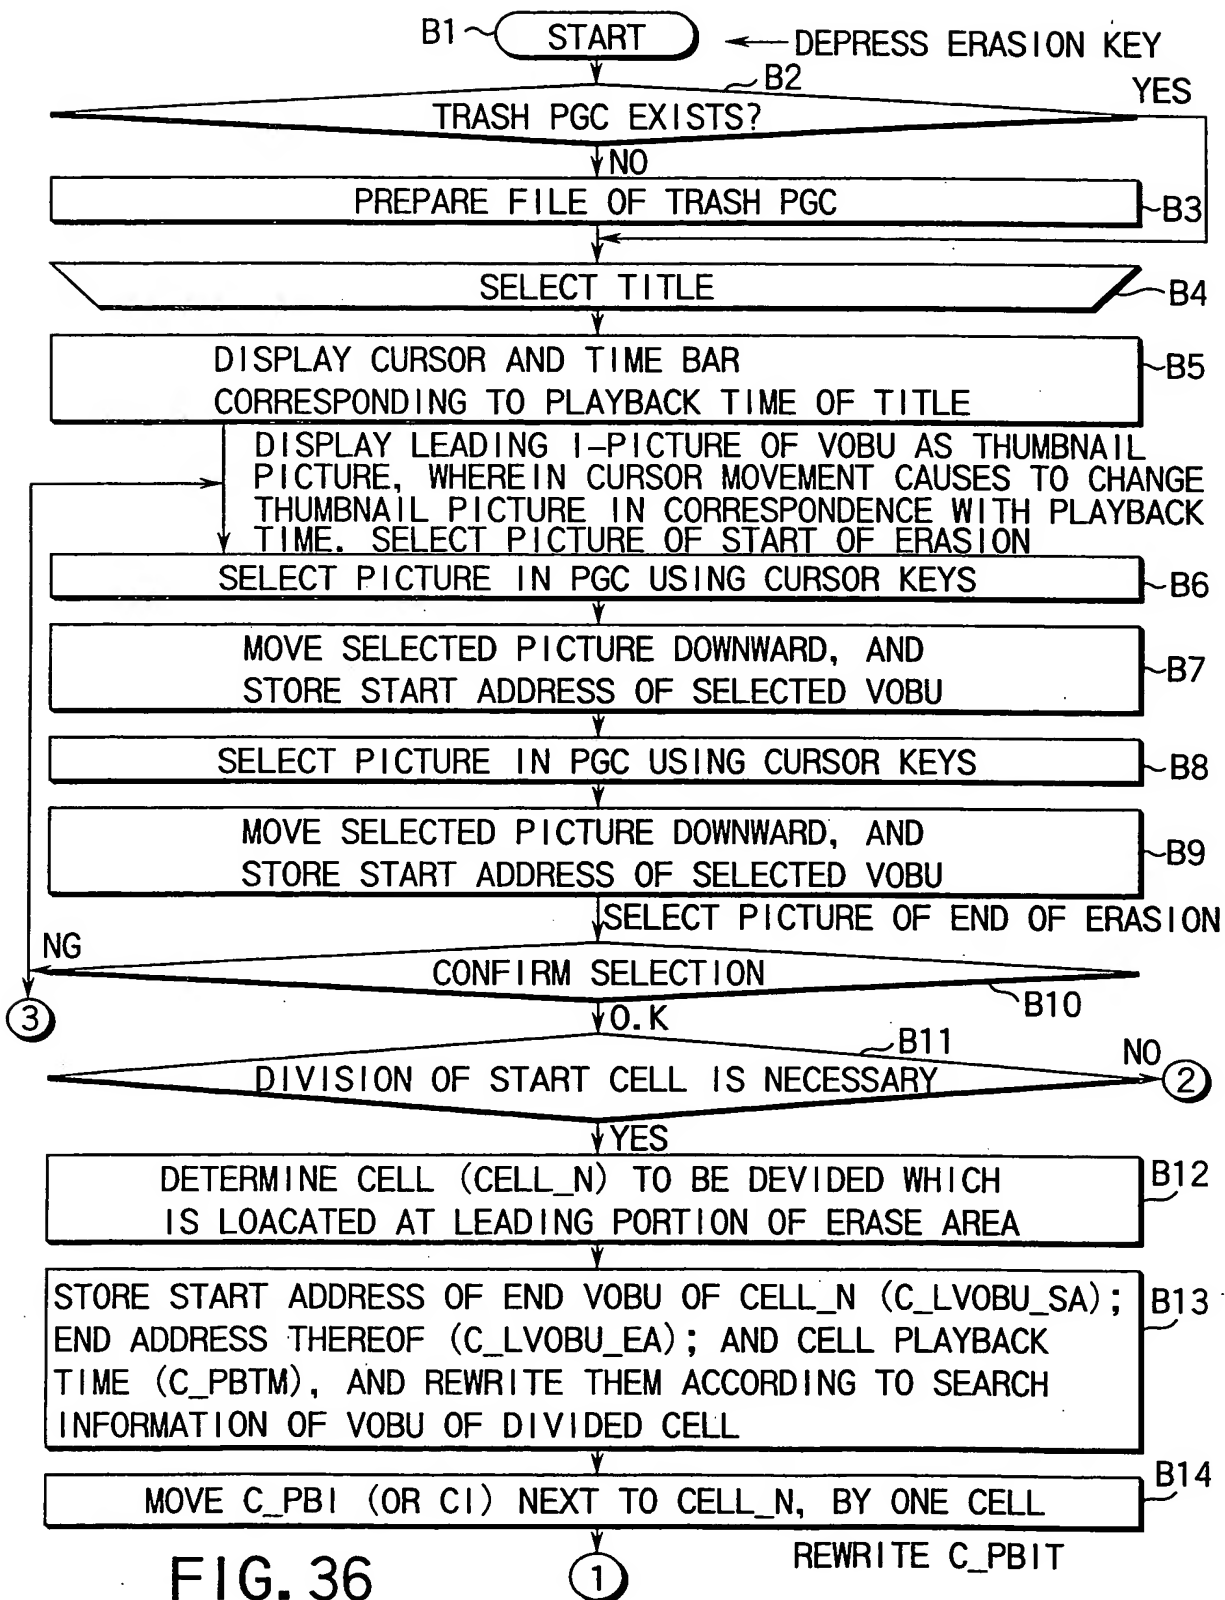 B1
START
DEPRESS ERASION KEY
B2
YES
TRASH PGC EXISTS?
NO
PREPARE FILE OF TRASH PGC
B3
SELECT TITLE
B4
DISPLAY CURSOR AND TIME BAR
CORRESPONDING TO PLAYBACK TIME OF TITLE
B5
DISPLAY LEADING I-PICTURE OF VOBU AS THUMBNAIL
PICTURE, WHEREIN CURSOR MOVEMENT CAUSES TO CHANGE
THUMBNAIL PICTURE IN CORRESPONDENCE WITH PLAYBACK
TIME. SELECT PICTURE OF START OF ERASION
SELECT PICTURE IN PGC USING CURSOR KEYS
B6
MOVE SELECTED PICTURE DOWNWARD, AND
STORE START ADDRESS OF SELECTED VOBU
B7
SELECT PICTURE IN PGC USING CURSOR KEYS
B8
MOVE SELECTED PICTURE DOWNWARD, AND
STORE START ADDRESS OF SELECTED VOBU
B9
SELECT PICTURE OF END OF ERASION
NG
CONFIRM SELECTION
B10
3
O.K
B11
NO
DIVISION OF START CELL IS NECESSARY
2
YES
DETERMINE CELL (CELL_N) TO BE DEVIDED WHICH
IS LOACATED AT LEADING PORTION OF ERASE AREA
B12
STORE START ADDRESS OF END VOBU OF CELL_N (C_LVOBU_SA);
END ADDRESS THEREOF (C_LVOBU_EA); AND CELL PLAYBACK
TIME (C_PBTM), AND REWRITE THEM ACCORDING TO SEARCH
INFORMATION OF VOBU OF DIVIDED CELL
B13
MOVE C_PBI (OR CI) NEXT TO CELL_N, BY ONE CELL
B14
REWRITE C_PBIT
1
FIG. 36